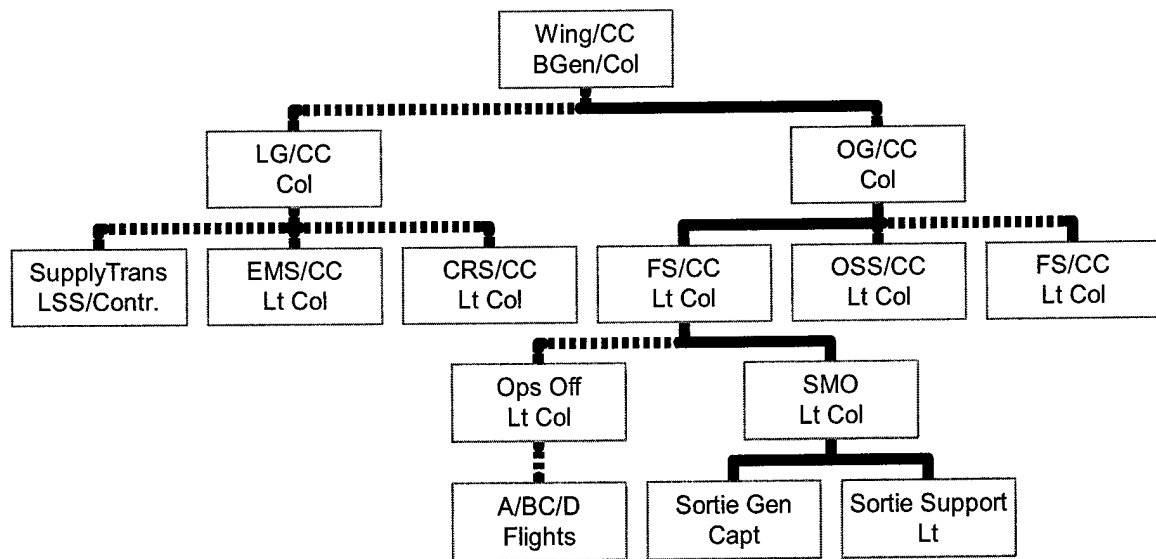 Wing/CC
BGen/Col
LG/CC
Col
OG/CC
Col
SupplyTrans
LSS/Contr.
EMS/CC
Lt Col
CRS/CC
Lt Col
FS/CC
Lt Col
OSS/CC
Lt Col
FS/CC
Lt Col
Ops Off
Lt Col
SMO
Lt Col
A/BC/D
Flights
Sortie Gen
Capt
Sortie Support
Lt